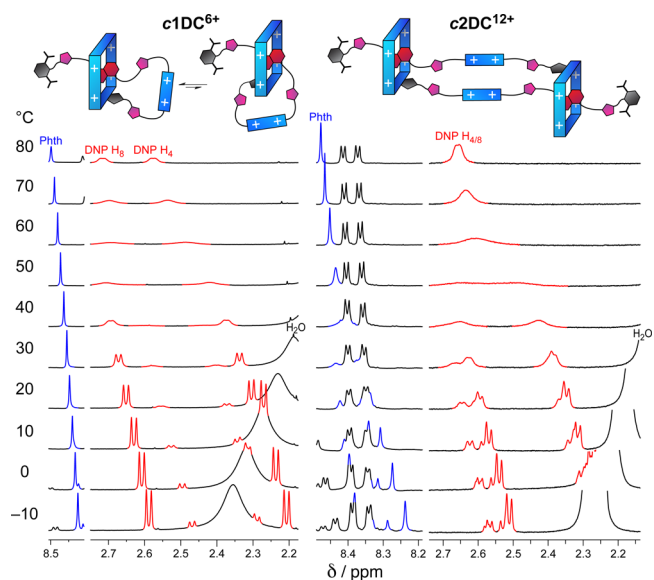 c1DC6+
c2DC12+
°C
Phth
DNP H8
DNP H4
Phth
DNP H4/8
80
70
60
50
40
30
20
10
0
−10
H2O
H2O
8.5
2.7
2.6
2.5
2.4
2.3
2.2
8.4
8.3
8.2
2.7
2.6
2.5
2.4
2.3
2.2
δ / ppm